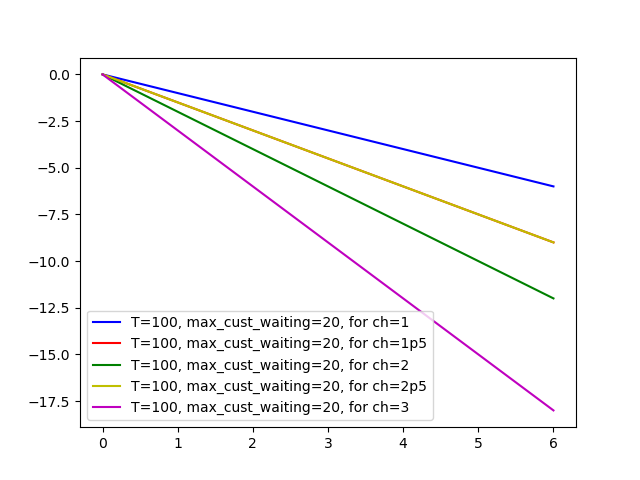 0.0
−2.5
−5.0
−7.5
−10.0
−12.5
−15.0
−17.5
T=100, max_cust_waiting=20, for ch=1
T=100, max_cust_waiting=20, for ch=1p5
T=100, max_cust_waiting=20, for ch=2
T=100, max_cust_waiting=20, for ch=2p5
T=100, max_cust_waiting=20, for ch=3
0 1 2 3 4 5 6